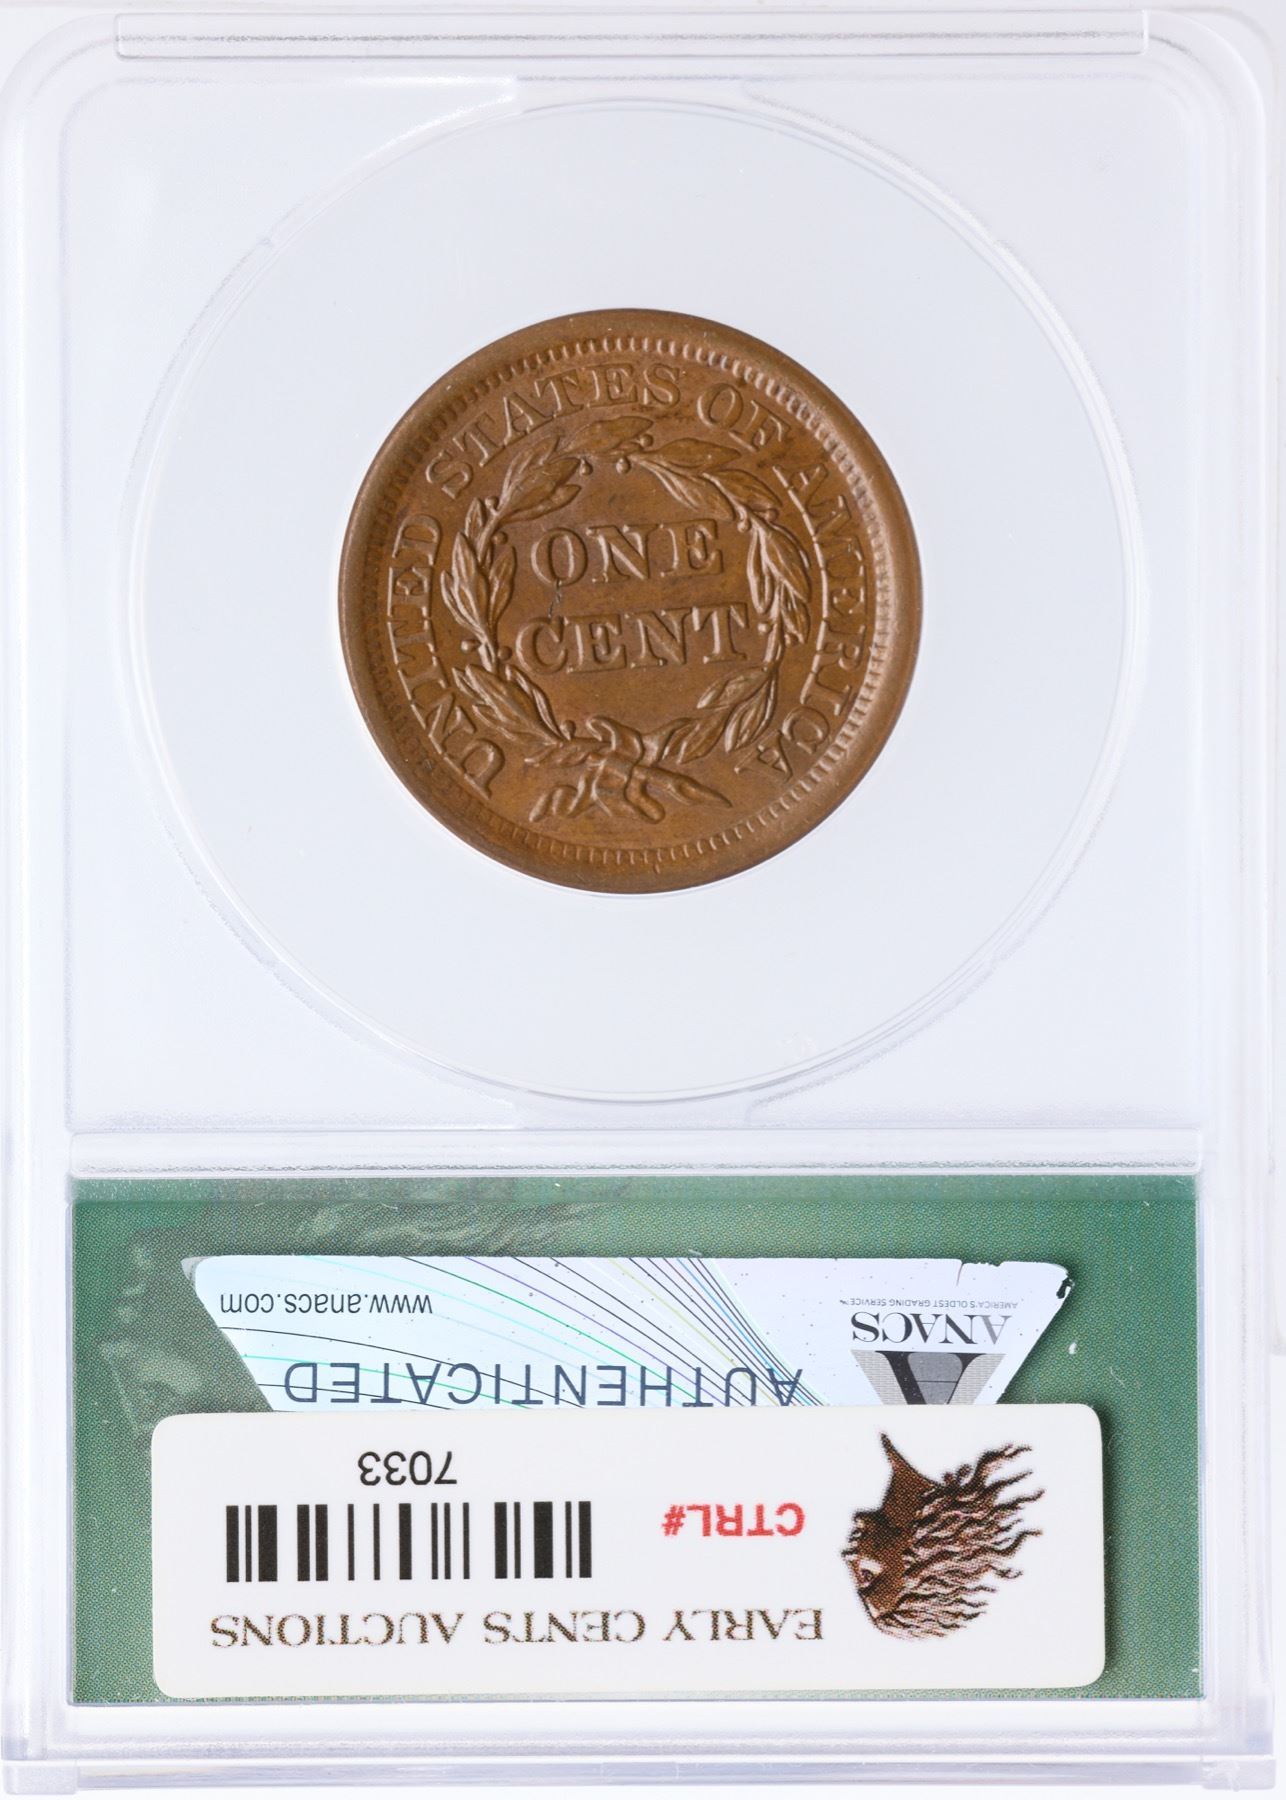 UNITED STATES OF AMERICA
ONE
CENT
EARLY CENTS AUCTIONS
CTRL#
7033
AUTHENTICATED
ANACS
AMERICA'S OLDEST GRADING SERVICE™
www.anacs.com